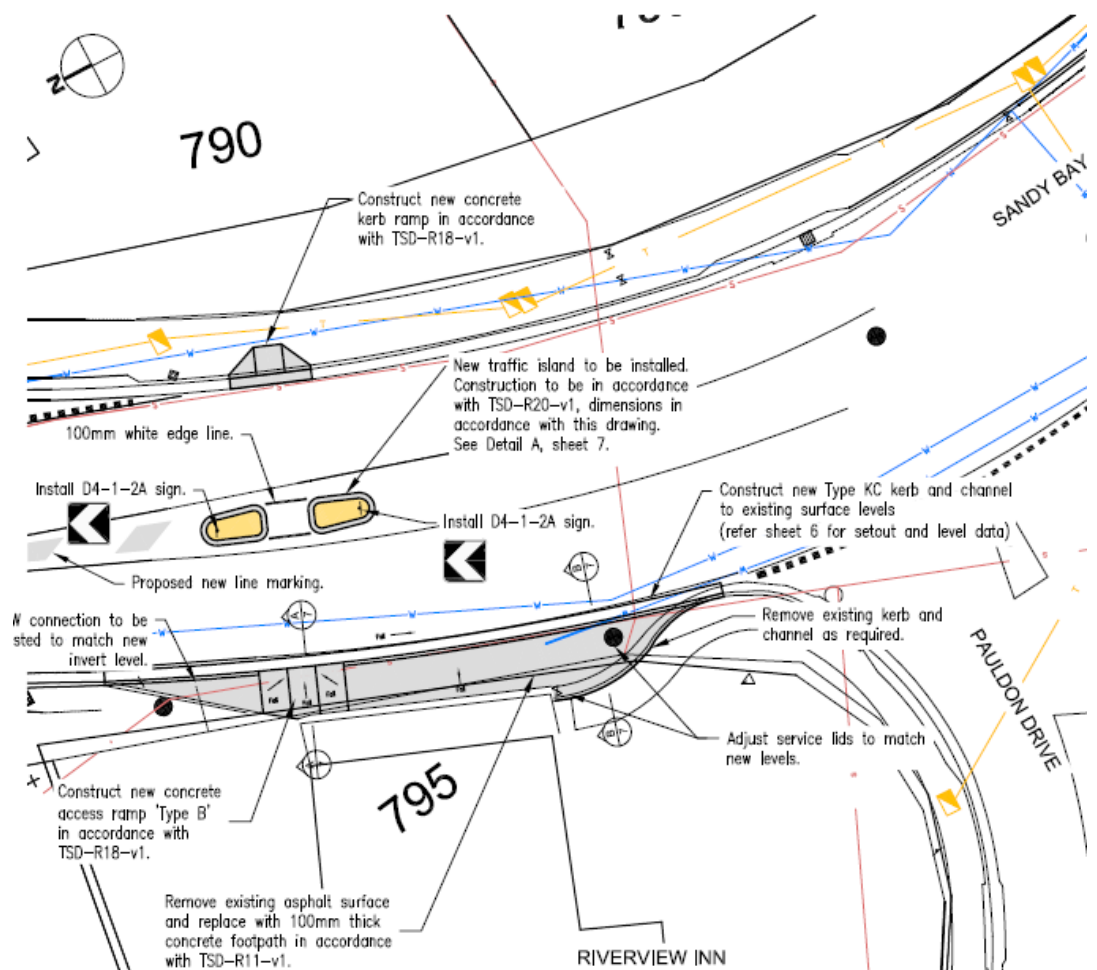 N
790
Construct new concrete
kerb ramp in accordance
with TSD-R18-v1.
SANDY BAY
New traffic island to be installed.
Construction to be in accordance
with TSD-R20-v1, dimensions in
accordance with this drawing.
See Detail A, sheet 7.
100mm white edge line.
Install D4-1-2A sign.
Install D4-1-2A sign.
Construct new Type KC kerb and channel
to existing surface levels
(refer sheet 6 for setout and level data)
Proposed new line marking.
connection to be
sted to match new
invert level.
Remove existing kerb and
channel as required.
PAULDON DRIVE
Adjust service lids to match
new levels.
795
Construct new concrete
access ramp 'Type B'
in accordance with
TSD-R18-v1.
Remove existing asphalt surface
and replace with 100mm thick
concrete footpath in accordance
with TSD-R11-v1.
RIVERVIEW INN
W
W
W
W
W
W
W
W
W
T
T
T
S
S
S
S
S
Fall
Fall
Fall
Fall
A
7
B
7